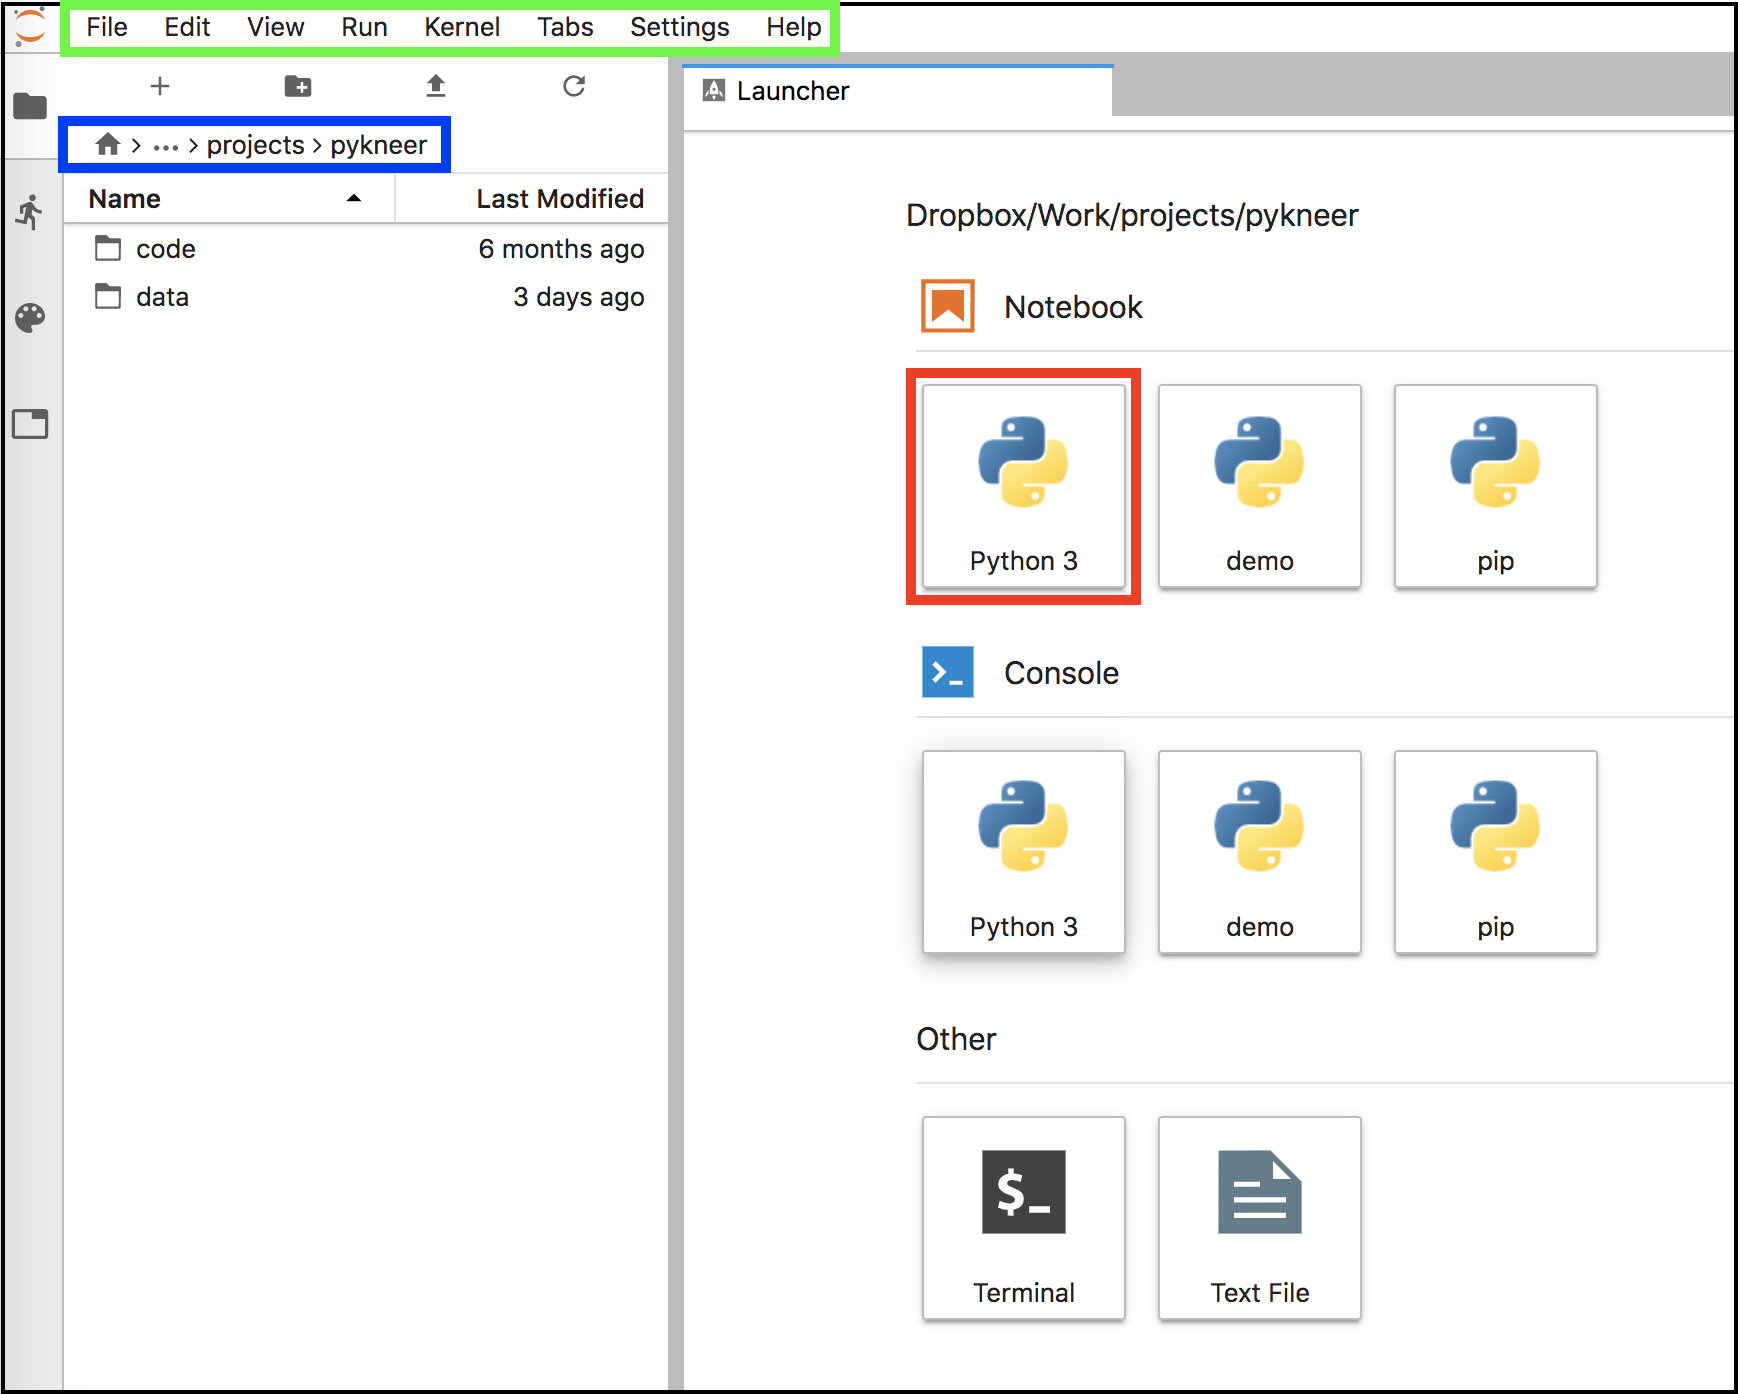 File Edit View Run Kernel Tabs Settings Help
Launcher
> ... > projects > pykneer
Name Last Modified
code 6 months ago
data 3 days ago
Dropbox/Work/projects/pykneer
Notebook
Python 3 demo pip
Console
Python 3 demo pip
Other
$_
Terminal Text File